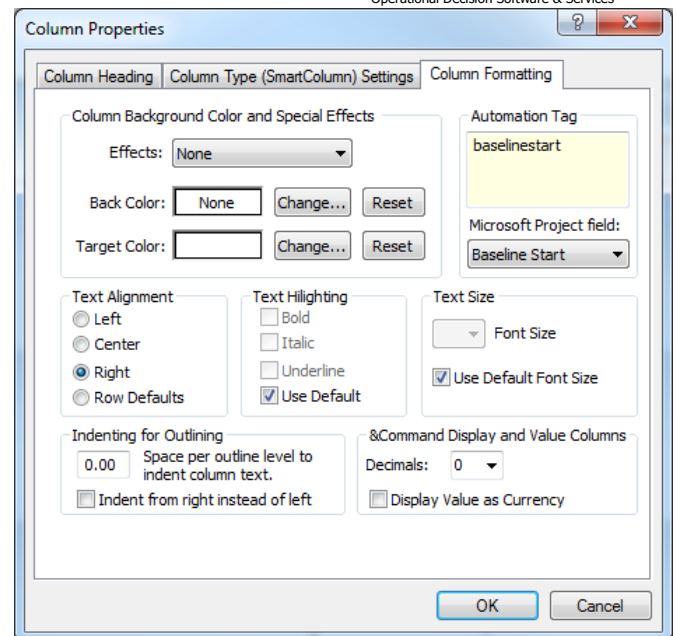 Operational Decision Software & Services
Column Properties
?
X
Column Heading
Column Type (SmartColumn) Settings
Column Formatting
Column Background Color and Special Effects
Effects: None
Back Color: None Change... Reset
Target Color: Change... Reset
Automation Tag
baselinestart
Microsoft Project field:
Baseline Start
Text Alignment
Left
Center
Right
Row Defaults
Text Hilighting
Bold
Italic
Underline
Use Default
Text Size
Font Size
Use Default Font Size
Indenting for Outlining
0.00 Space per outline level to
indent column text.
Indent from right instead of left
&Command Display and Value Columns
Decimals: 0
Display Value as Currency
OK
Cancel